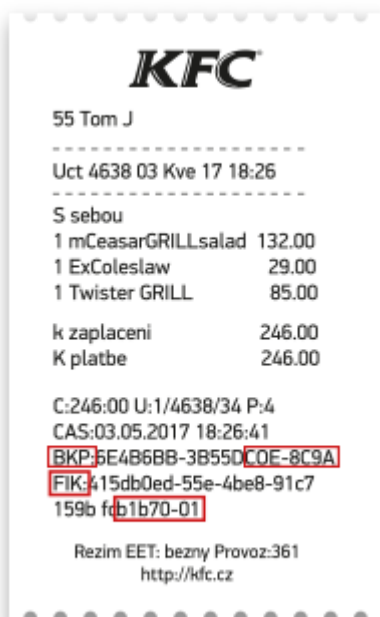 KFC
55 Tom J
Uct 4638 03 Kve 17 18:26
S sebou
1 mCeasarGRILLsalad 132.00
1 ExColeslaw 29.00
1 Twister GRILL 85.00
k zaplaceni 246.00
K platbe 246.00
C:246:00 U:1/4638/34 P:4
CAS:03.05.2017 18:26:41
BKP:6E4B6BB-3B55DCOE-8C9A
FIK:415db0ed-55e-4be8-91c7
159b fcb1b70-01
Rezim EET: bezny Provoz:361
http://kfc.cz